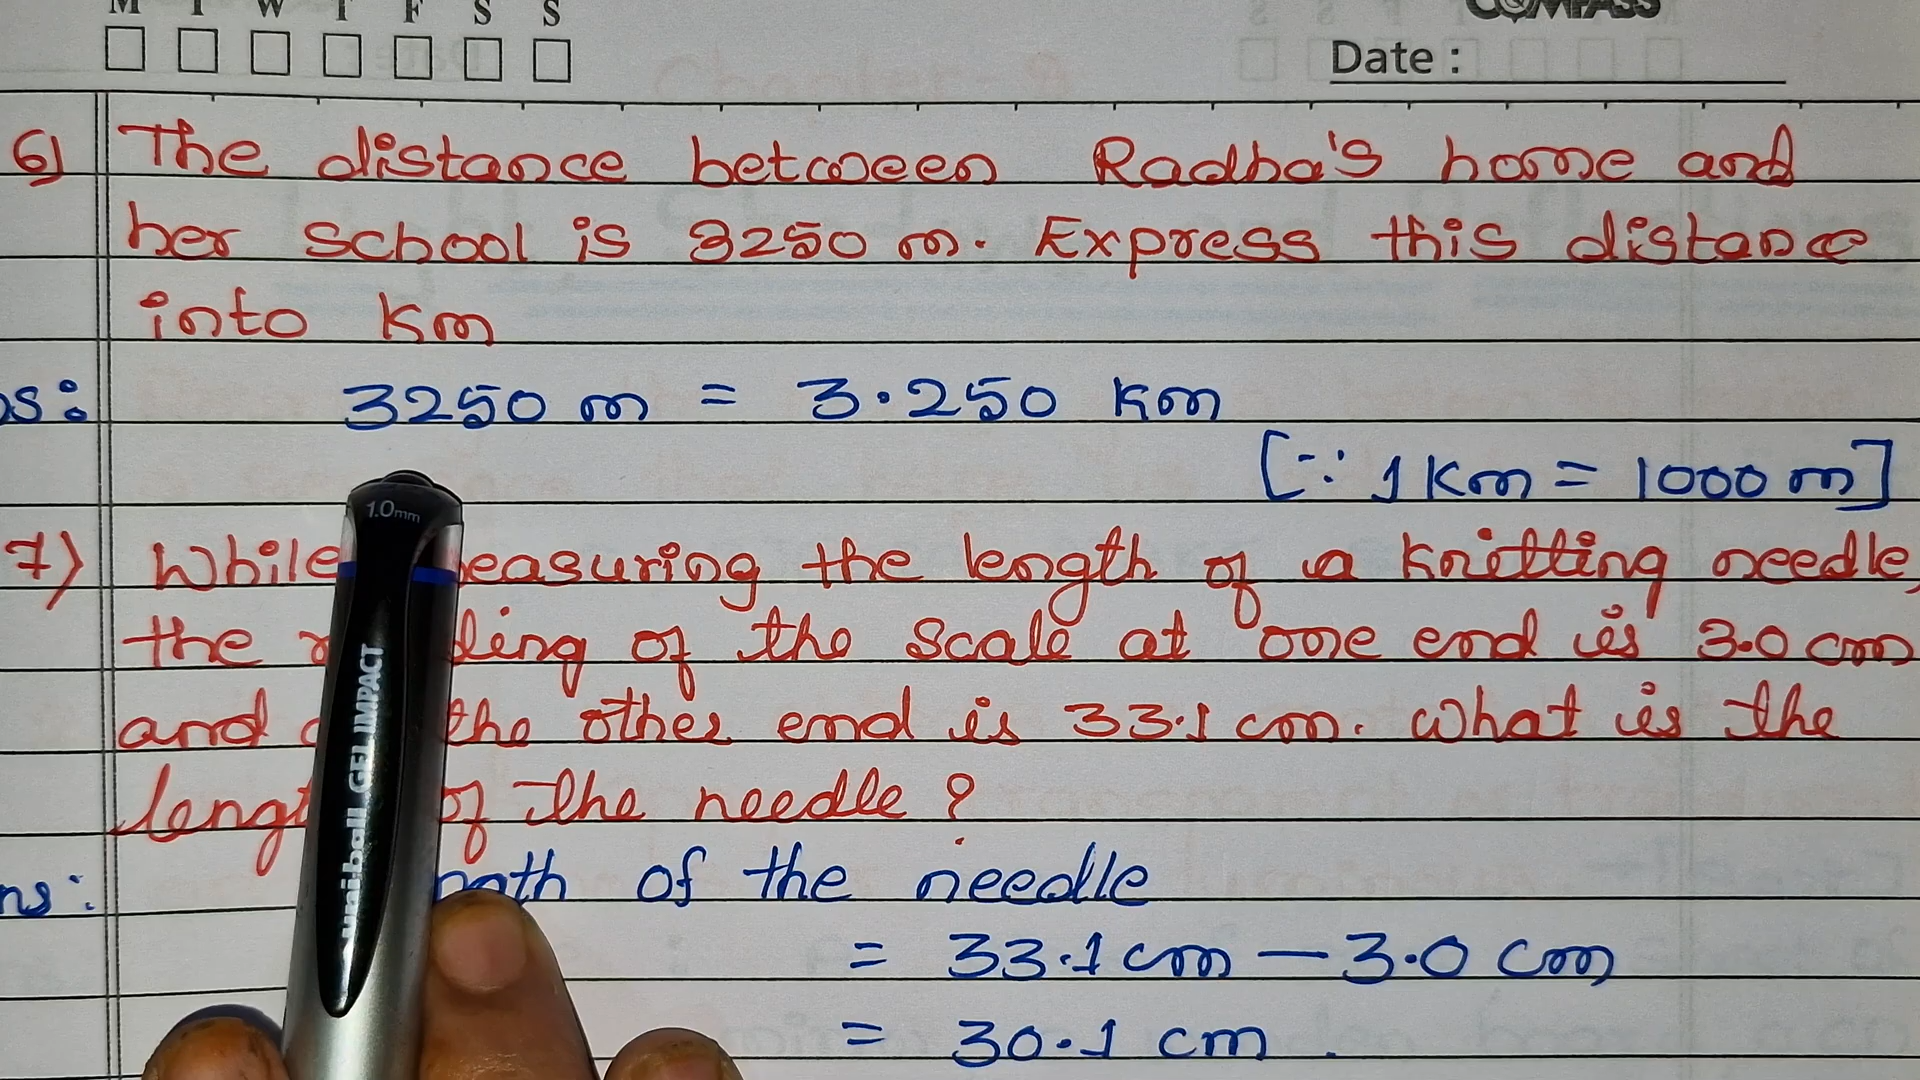 M T W T F S S
COMPASS
Date :
6) The distance between Radha's home and
her school is 3250 m. Express this distance
into Km
3250 m = 3.250 Km
[∵ 1 Km = 1000 m]
1.0mm
7) While easuring the length of a Knitting needle,
the ding of the scale at one end is 3.0 cm
and the other end is 33.1 cm. What is the
lengt of the needle?
of the needle
= 33.1 cm – 3.0 cm
= 30.1 cm.
uniball GEL IMPACT